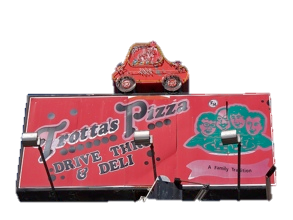 Trotta's Pizza
DRIVE THRU
& DELI
A Family Tradition